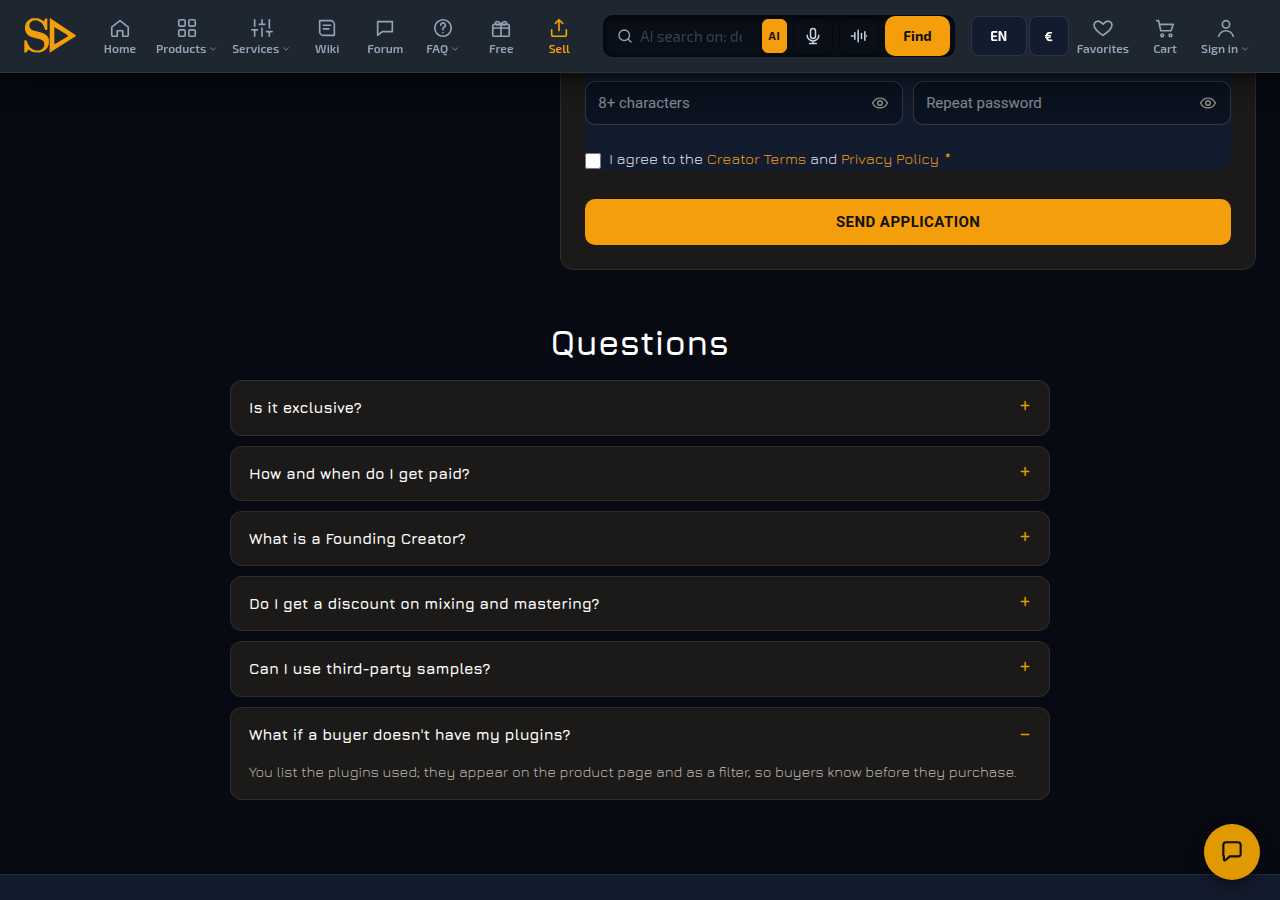 Home
Products
Services
Wiki
Forum
FAQ
Free
Sell
AI
Find
EN
€
Favorites
Cart
Sign in
8+ characters
Repeat password
I agree to the Creator Terms and Privacy Policy *
SEND APPLICATION
Questions
Is it exclusive?
+
How and when do I get paid?
+
What is a Founding Creator?
+
Do I get a discount on mixing and mastering?
+
Can I use third-party samples?
+
What if a buyer doesn't have my plugins?
−
You list the plugins used; they appear on the product page and as a filter, so buyers know before they purchase.